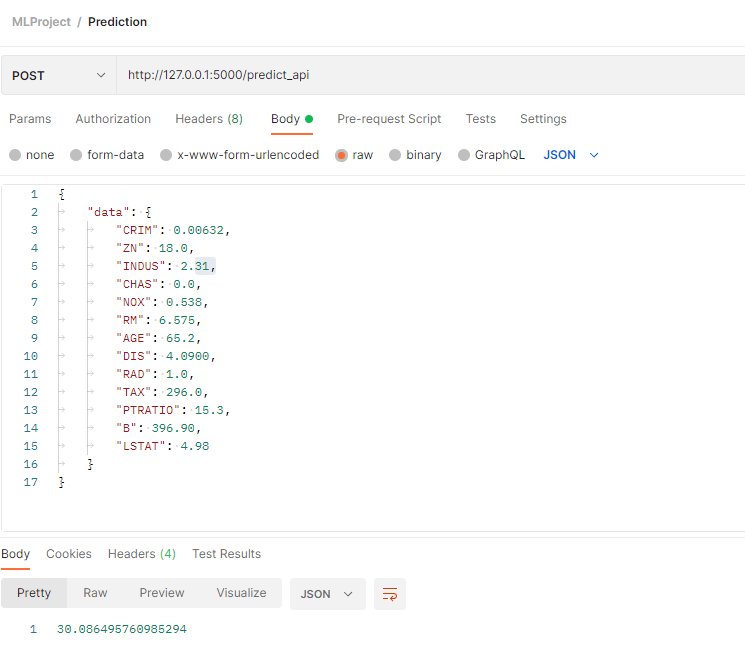 MLProject / Prediction
POST http://127.0.0.1:5000/predict_api
Params Authorization Headers (8) Body Pre-request Script Tests Settings
none form-data x-www-form-urlencoded raw binary GraphQL JSON
1 {
2 "data": {
3 "CRIM": 0.00632,
4 "ZN": 18.0,
5 "INDUS": 2.31,
6 "CHAS": 0.0,
7 "NOX": 0.538,
8 "RM": 6.575,
9 "AGE": 65.2,
10 "DIS": 4.0900,
11 "RAD": 1.0,
12 "TAX": 296.0,
13 "PTRATIO": 15.3,
14 "B": 396.90,
15 "LSTAT": 4.98
16 }
17 }
Body Cookies Headers (4) Test Results
Pretty Raw Preview Visualize JSON
1 30.086495760985294